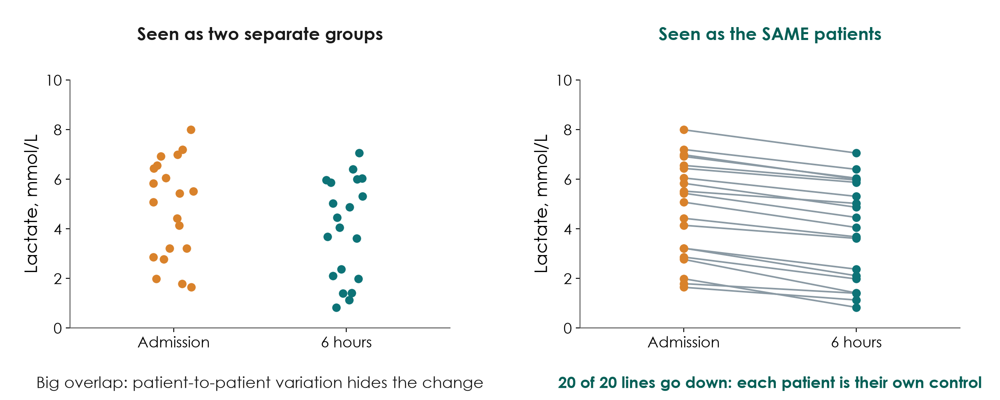 Seen as two separate groups
Lactate, mmol/L
10
8
6
4
2
0
Admission
6 hours
Big overlap: patient-to-patient variation hides the change
Seen as the SAME patients
Lactate, mmol/L
10
8
6
4
2
0
Admission
6 hours
20 of 20 lines go down: each patient is their own control